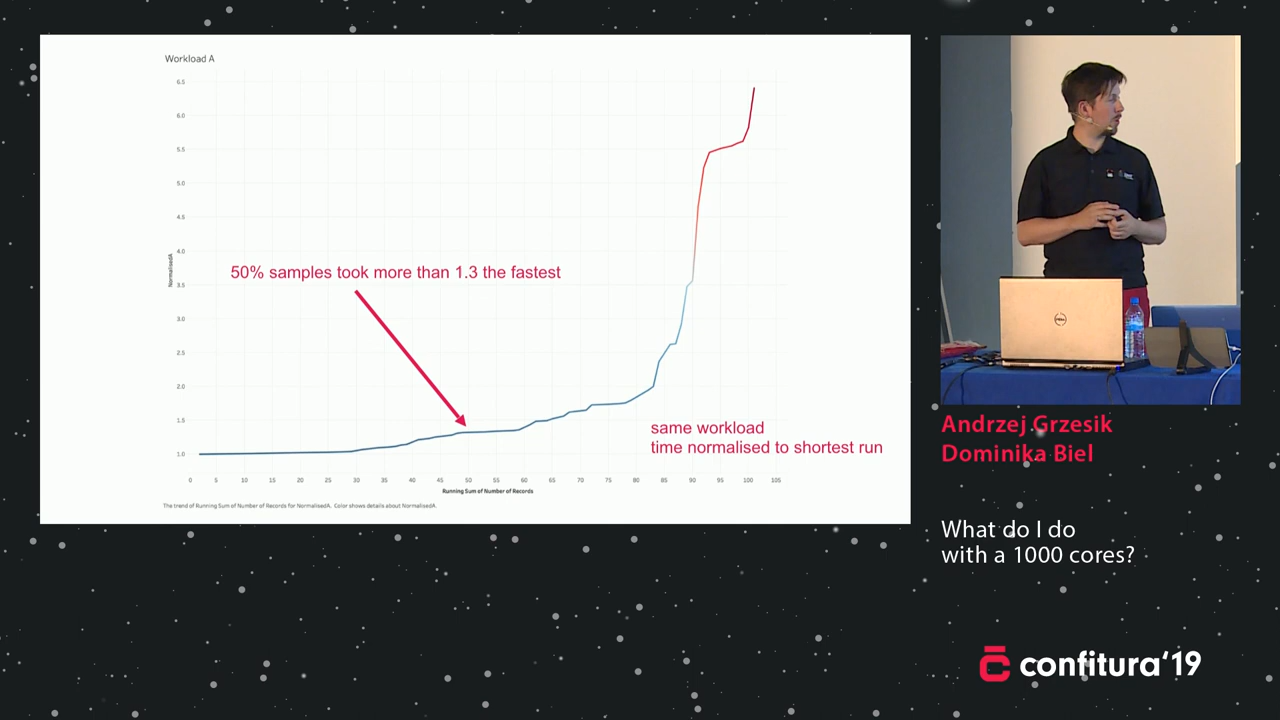 Workload A
6.5
6.0
5.5
5.0
4.5
4.0
3.5
3.0
2.5
2.0
1.5
1.0
NormalisedA
50% samples took more than 1.3 the fastest
same workload
time normalised to shortest run
0 5 10 15 20 25 30 35 40 45 50 55 60 65 70 75 80 85 90 95 100 105
Running Sum of Number of Records
The trend of Running Sum of Number of Records for NormalisedA. Color shows details about NormalisedA.
DELL
Andrzej Grzesik
Dominika Biel
What do I do
with a 1000 cores?
confitura'19